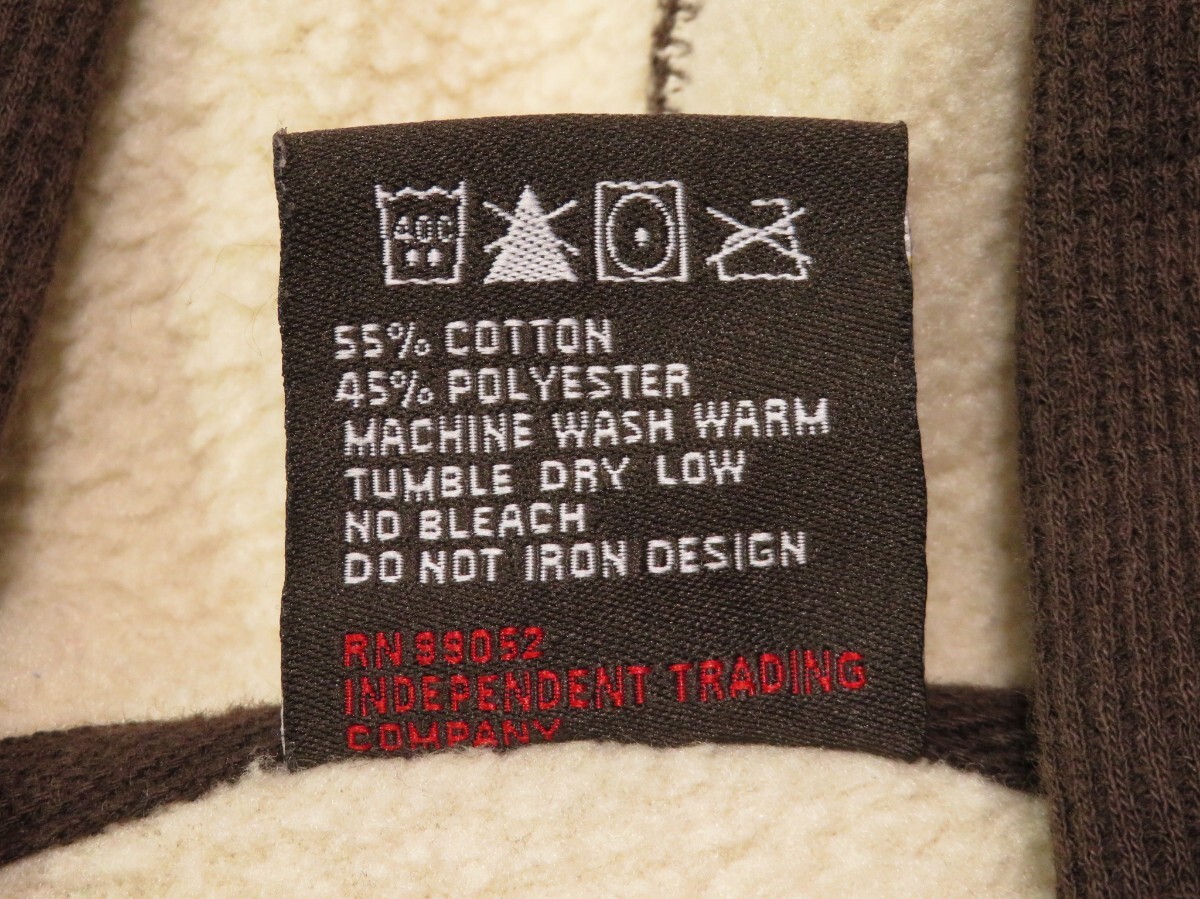 40C
55% COTTON
45% POLYESTER
MACHINE WASH WARM
TUMBLE DRY LOW
NO BLEACH
DO NOT IRON DESIGN
RN 99052
INDEPENDENT TRADING
COMPANY